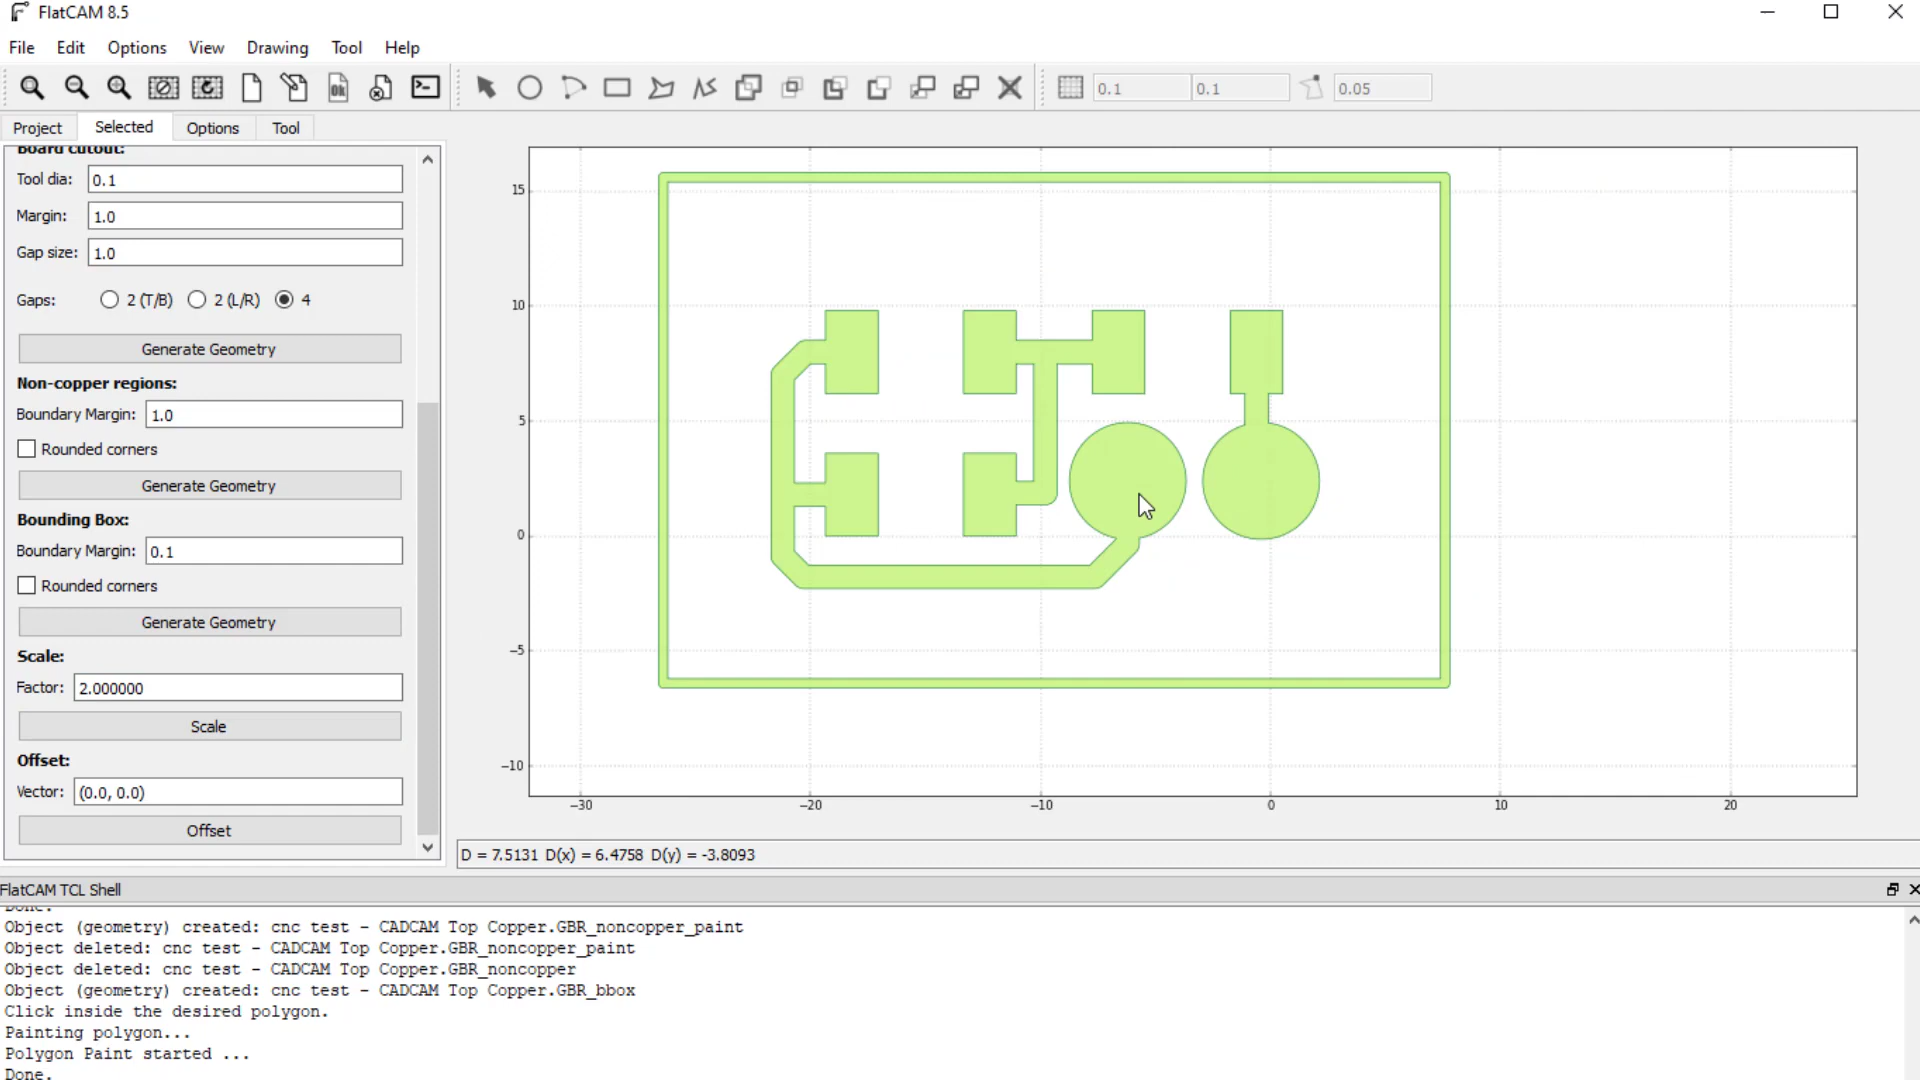 FlatCAM 8.5
File Edit Options View Drawing Tool Help
0.1 0.1 0.05
Project Selected Options Tool
Board cutout:
Tool dia: 0.1
Margin: 1.0
Gap size: 1.0
Gaps: 2 (T/B) 2 (L/R) 4
Generate Geometry
Non-copper regions:
Boundary Margin: 1.0
Rounded corners
Generate Geometry
Bounding Box:
Boundary Margin: 0.1
Rounded corners
Generate Geometry
Scale:
Factor: 2.000000
Scale
Offset:
Vector: (0.0, 0.0)
Offset
15
10
5
0
−5
−10
−30 −20 −10 0 10 20
D = 7.5131 D(x) = 6.4758 D(y) = -3.8093
FlatCAM TCL Shell
Done.
Object (geometry) created: cnc test - CADCAM Top Copper.GBR_noncopper_paint
Object deleted: cnc test - CADCAM Top Copper.GBR_noncopper_paint
Object deleted: cnc test - CADCAM Top Copper.GBR_noncopper
Object (geometry) created: cnc test - CADCAM Top Copper.GBR_bbox
Click inside the desired polygon.
Painting polygon...
Polygon Paint started ...
Done.